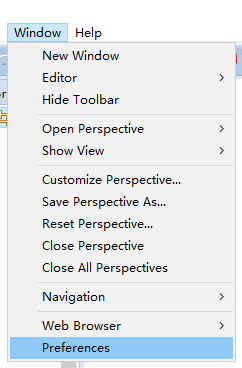 Window Help
New Window
Editor
Hide Toolbar
Open Perspective
Show View
Customize Perspective...
Save Perspective As...
Reset Perspective...
Close Perspective
Close All Perspectives
Navigation
Web Browser
Preferences